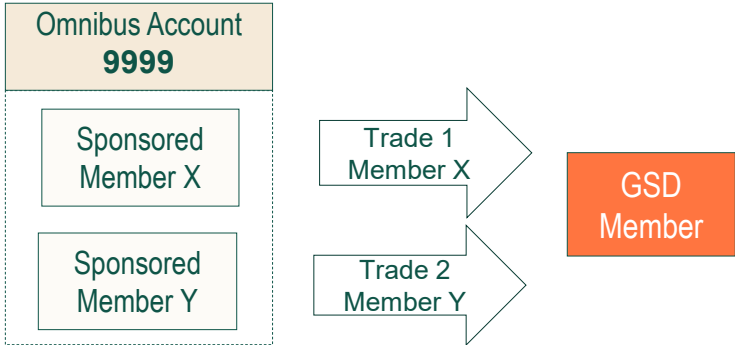 Omnibus Account
9999
Sponsored
Member X
Trade 1
Member X
GSD
Member
Sponsored
Member Y
Trade 2
Member Y